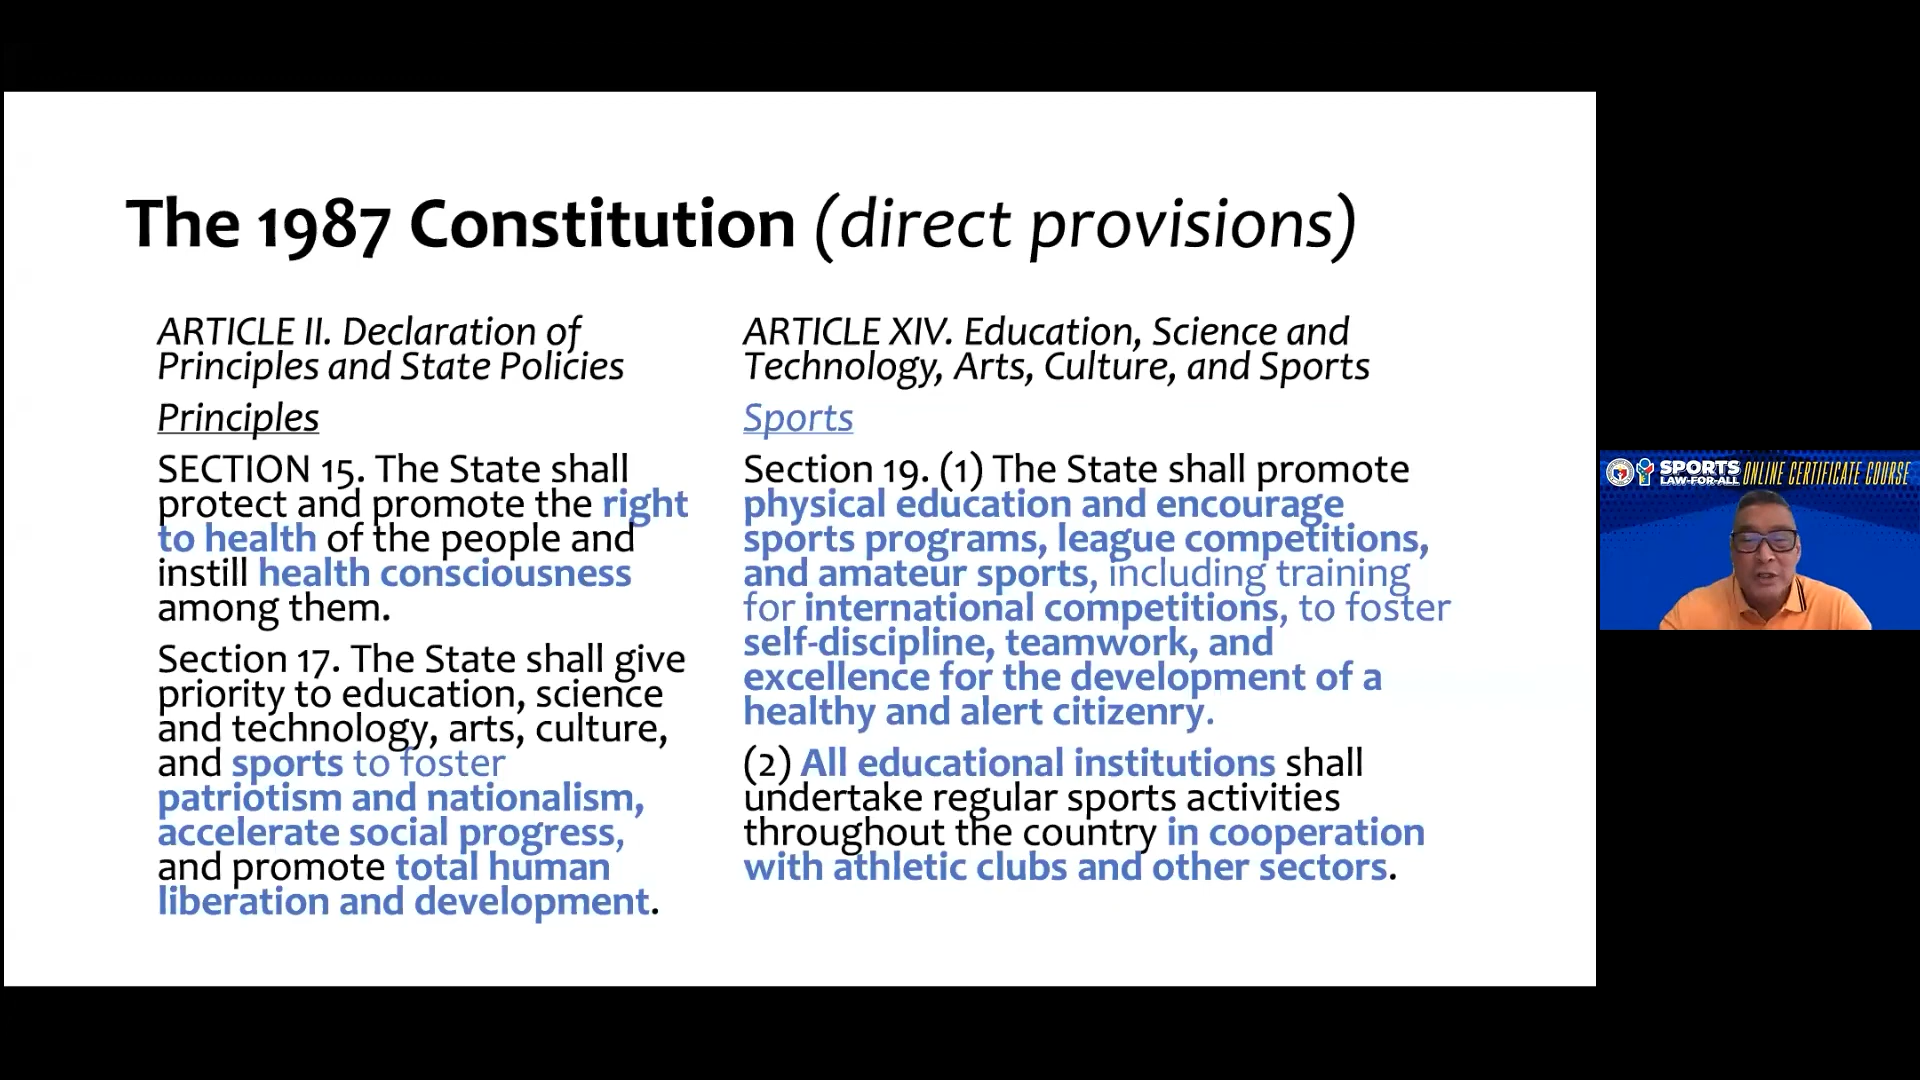 The 1987 Constitution (direct provisions)
ARTICLE II. Declaration of
Principles and State Policies
Principles
SECTION 15. The State shall
protect and promote the right
to health of the people and
instill health consciousness
among them.
Section 17. The State shall give
priority to education, science
and technology, arts, culture,
and sports to foster
patriotism and nationalism,
accelerate social progress,
and promote total human
liberation and development.
ARTICLE XIV. Education, Science and
Technology, Arts, Culture, and Sports
Sports
Section 19. (1) The State shall promote
physical education and encourage
sports programs, league competitions,
and amateur sports, including training
for international competitions, to foster
self-discipline, teamwork, and
excellence for the development of a
healthy and alert citizenry.
(2) All educational institutions shall
undertake regular sports activities
throughout the country in cooperation
with athletic clubs and other sectors.
SPORTS
LAW-FOR-ALL
ONLINE CERTIFICATE COURSE